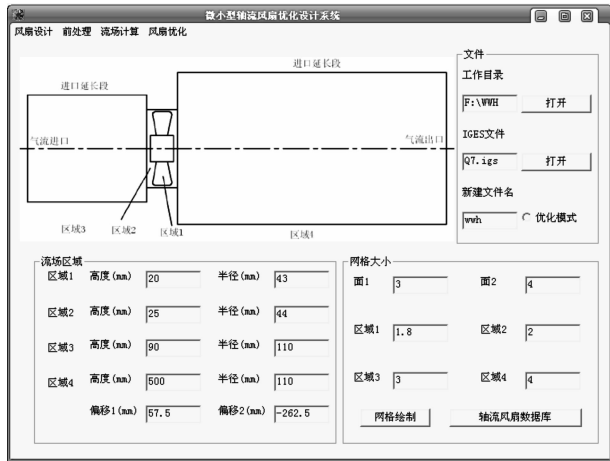 微小型轴流风扇优化设计系统
风扇设计 前处理 流场计算 风扇优化
进口延长段
进口延长段
气流进口
气流出口
区域3 区域2 区域1 区域4
文件
工作目录
F:\WWH 打开
IGES文件
Q7.igs 打开
新建文件名
wwh 优化模式
流场区域
区域1 高度(mm) 20 半径(mm) 43
区域2 高度(mm) 25 半径(mm) 44
区域3 高度(mm) 90 半径(mm) 110
区域4 高度(mm) 500 半径(mm) 110
偏移1(mm) 57.5 偏移2(mm) -262.5
网格大小
面1 3 面2 4
区域1 1.8 区域2 2
区域3 3 区域4 4
网格绘制 轴流风扇数据库